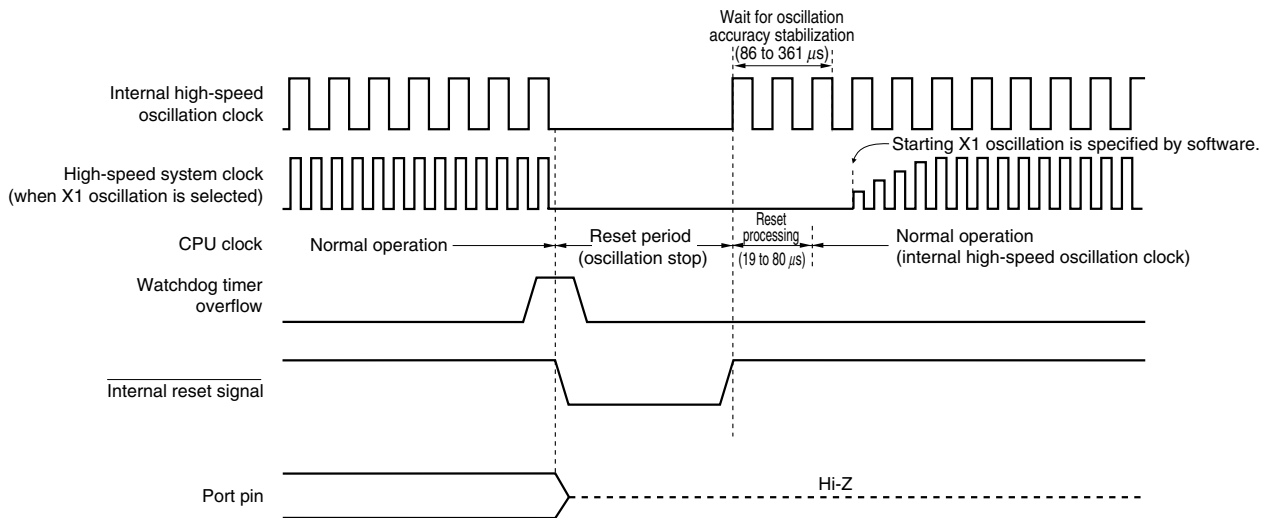 Wait for oscillation
accuracy stabilization
(86 to 361 μs)
Internal high-speed
oscillation clock
Starting X1 oscillation is specified by software.
High-speed system clock
(when X1 oscillation is selected)
CPU clock
Normal operation
Reset period
(oscillation stop)
Reset
processing
(19 to 80 μs)
Normal operation
(internal high-speed oscillation clock)
Watchdog timer
overflow
Internal reset signal
Port pin
Hi-Z